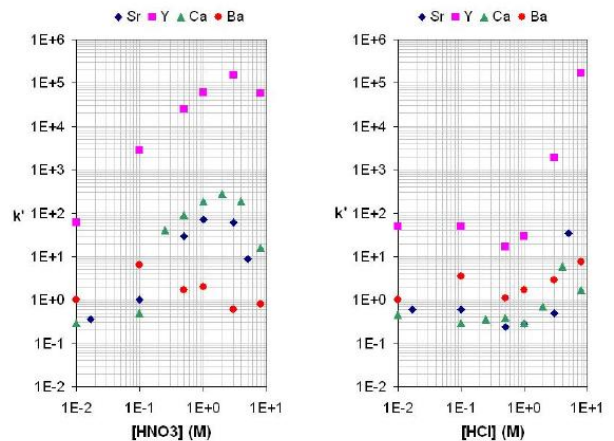 Sr Y Ca Ba
1E+6
1E+5
1E+4
1E+3
k'
1E+2
1E+1
1E+0
1E-1
1E-2
1E-2 1E-1 1E+0 1E+1
[HNO3] (M)
Sr Y Ca Ba
1E+6
1E+5
1E+4
1E+3
k'
1E+2
1E+1
1E+0
1E-1
1E-2
1E-2 1E-1 1E+0 1E+1
[HCl] (M)